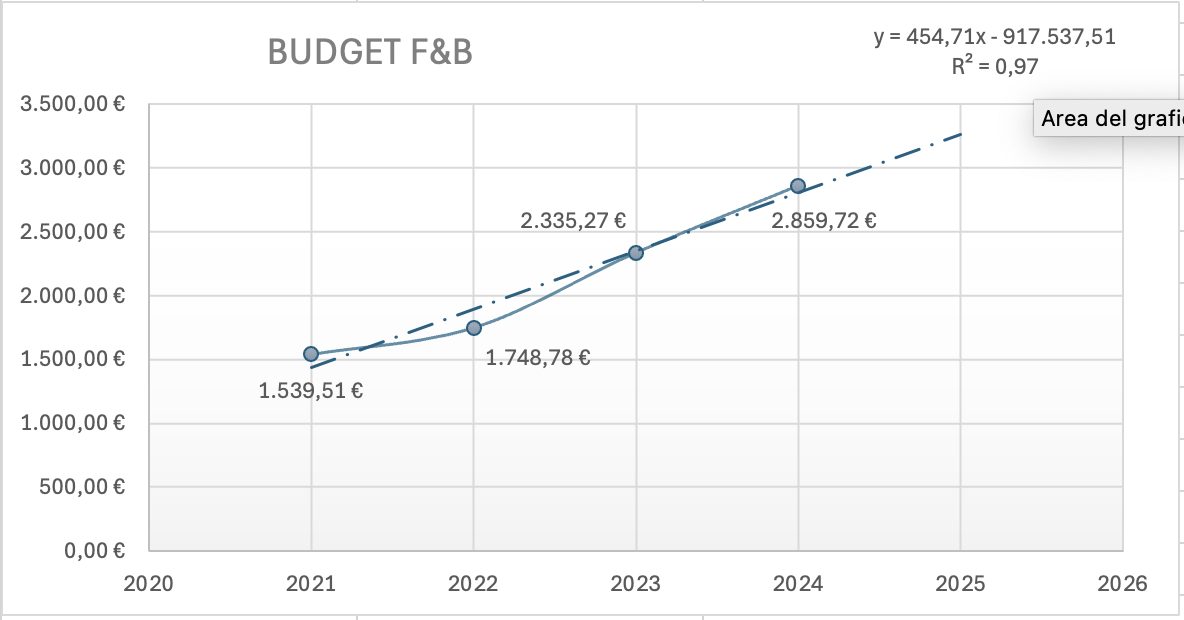 BUDGET F&B
y = 454,71x - 917.537,51
R² = 0,97
3.500,00 €
Area del grafi
3.000,00 €
2.500,00 €
2.335,27 €
2.859,72 €
2.000,00 €
1.500,00 €
1.748,78 €
1.539,51 €
1.000,00 €
500,00 €
0,00 €
2020 2021 2022 2023 2024 2025 2026